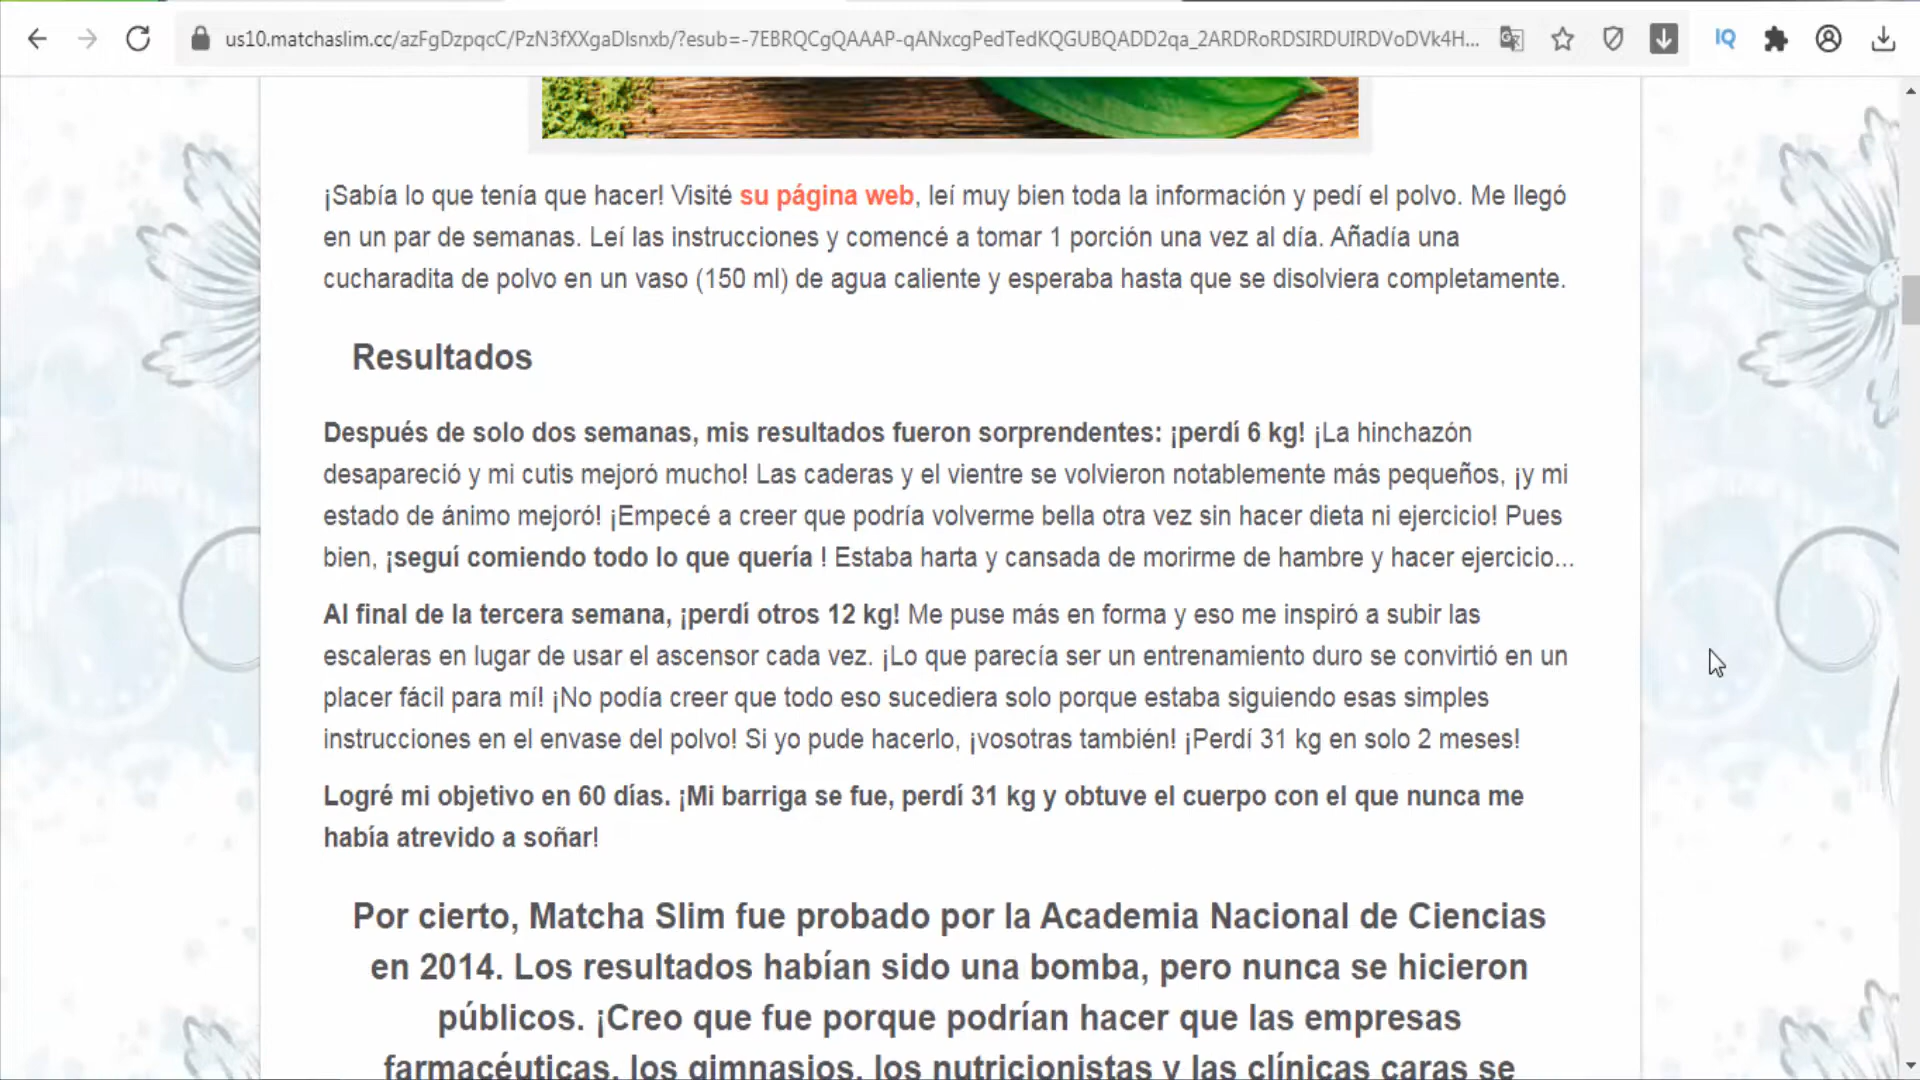 us10.matchaslim.cc/azFgDzpqcC/PzN3fXXgaDlsnxb/?esub=-7EBRQCgQAAAP-qANxcgPedTedKQGUBQADD2qa_2ARDRoRDSIRDUIRDVoDVk4H...
IQ
¡Sabía lo que tenía que hacer! Visité su página web, leí muy bien toda la información y pedí el polvo. Me llegó
en un par de semanas. Leí las instrucciones y comencé a tomar 1 porción una vez al día. Añadía una
cucharadita de polvo en un vaso (150 ml) de agua caliente y esperaba hasta que se disolviera completamente.
Resultados
Después de solo dos semanas, mis resultados fueron sorprendentes: ¡perdí 6 kg! ¡La hinchazón
desapareció y mi cutis mejoró mucho! Las caderas y el vientre se volvieron notablemente más pequeños, ¡y mi
estado de ánimo mejoró! ¡Empecé a creer que podría volverme bella otra vez sin hacer dieta ni ejercicio! Pues
bien, ¡seguí comiendo todo lo que quería ! Estaba harta y cansada de morirme de hambre y hacer ejercicio...
Al final de la tercera semana, ¡perdí otros 12 kg! Me puse más en forma y eso me inspiró a subir las
escaleras en lugar de usar el ascensor cada vez. ¡Lo que parecía ser un entrenamiento duro se convirtió en un
placer fácil para mí! ¡No podía creer que todo eso sucediera solo porque estaba siguiendo esas simples
instrucciones en el envase del polvo! Si yo pude hacerlo, ¡vosotras también! ¡Perdí 31 kg en solo 2 meses!
Logré mi objetivo en 60 días. ¡Mi barriga se fue, perdí 31 kg y obtuve el cuerpo con el que nunca me
había atrevido a soñar!
Por cierto, Matcha Slim fue probado por la Academia Nacional de Ciencias
en 2014. Los resultados habían sido una bomba, pero nunca se hicieron
públicos. ¡Creo que fue porque podrían hacer que las empresas
farmacéuticas, los gimnasios, los nutricionistas y las clínicas caras se